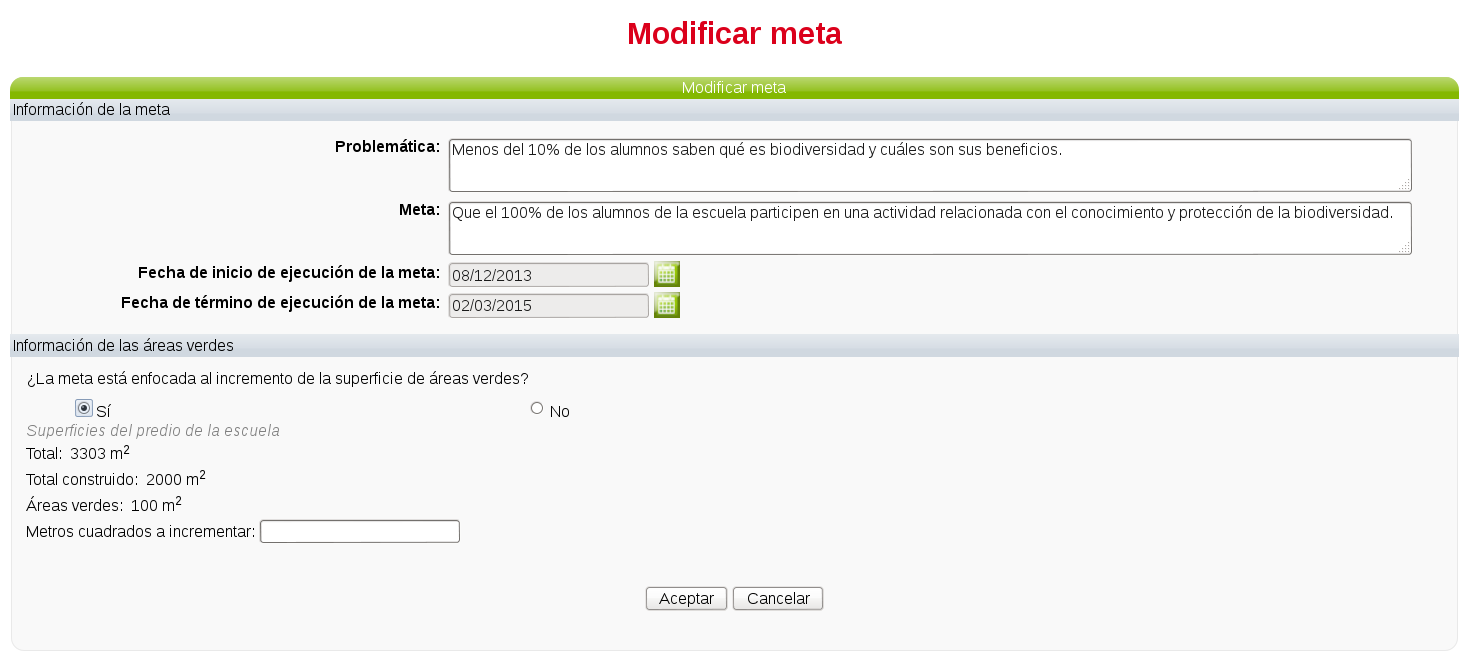 Modificar meta
Modificar meta
Información de la meta
Problemática: Menos del 10% de los alumnos saben qué es biodiversidad y cuáles son sus beneficios.
Meta: Que el 100% de los alumnos de la escuela participen en una actividad relacionada con el conocimiento y protección de la biodiversidad.
Fecha de inicio de ejecución de la meta: 08/12/2013
Fecha de término de ejecución de la meta: 02/03/2015
Información de las áreas verdes
¿La meta está enfocada al incremento de la superficie de áreas verdes?
Sí No
Superficies del predio de la escuela
Total: 3303 m²
Total construido: 2000 m²
Áreas verdes: 100 m²
Metros cuadrados a incrementar:
Aceptar Cancelar